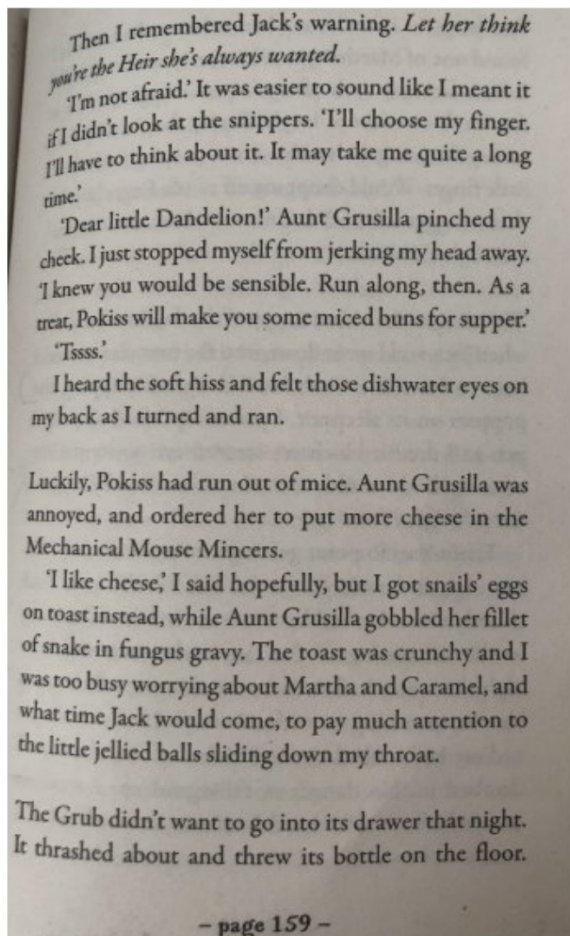 Then I remembered Jack's warning. Let her think
you're the Heir she's always wanted.
'I'm not afraid.' It was easier to sound like I meant it
if I didn't look at the snippers. 'I'll choose my finger.
I'll have to think about it. It may take me quite a long
time.'
'Dear little Dandelion!' Aunt Grusilla pinched my
cheek. I just stopped myself from jerking my head away.
'I knew you would be sensible. Run along, then. As a
treat, Pokiss will make you some miced buns for supper.'
'Tssss.'
I heard the soft hiss and felt those dishwater eyes on
my back as I turned and ran.
Luckily, Pokiss had run out of mice. Aunt Grusilla was
annoyed, and ordered her to put more cheese in the
Mechanical Mouse Mincers.
'I like cheese,' I said hopefully, but I got snails' eggs
on toast instead, while Aunt Grusilla gobbled her fillet
of snake in fungus gravy. The toast was crunchy and I
was too busy worrying about Martha and Caramel, and
what time Jack would come, to pay much attention to
the little jellied balls sliding down my throat.
The Grub didn't want to go into its drawer that night.
It thrashed about and threw its bottle on the floor.
– page 159 –